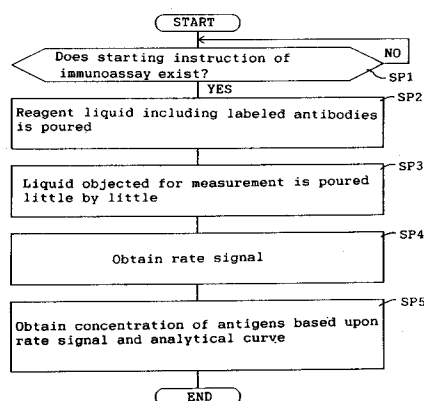 START
Does starting instruction of
immunoassay exist?
NO
SP1
YES
SP2
Reagent liquid including labeled antibodies
is poured
SP3
Liquid objected for measurement is poured
little by little
SP4
Obtain rate signal
SP5
Obtain concentration of antigens based upon
rate signal and analytical curve
END